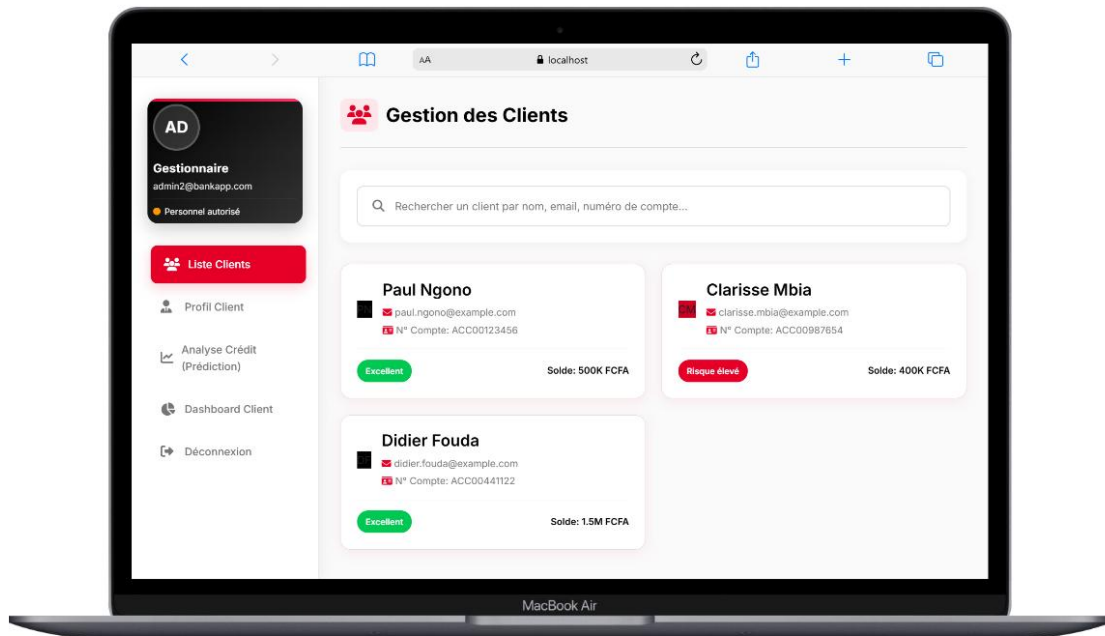 AA
localhost
AD
Gestionnaire
admin2@bankapp.com
Personnel autorisé
Liste Clients
Profil Client
Analyse Crédit
(Prédiction)
Dashboard Client
Déconnexion
Gestion des Clients
Rechercher un client par nom, email, numéro de compte...
Paul Ngono
paul.ngono@example.com
N° Compte: ACC00123456
Excellent
Solde: 500K FCFA
CM
Clarisse Mbia
clarisse.mbia@example.com
N° Compte: ACC00987654
Risque élevé
Solde: 400K FCFA
Didier Fouda
didier.fouda@example.com
N° Compte: ACC00441122
Excellent
Solde: 1.5M FCFA
MacBook Air